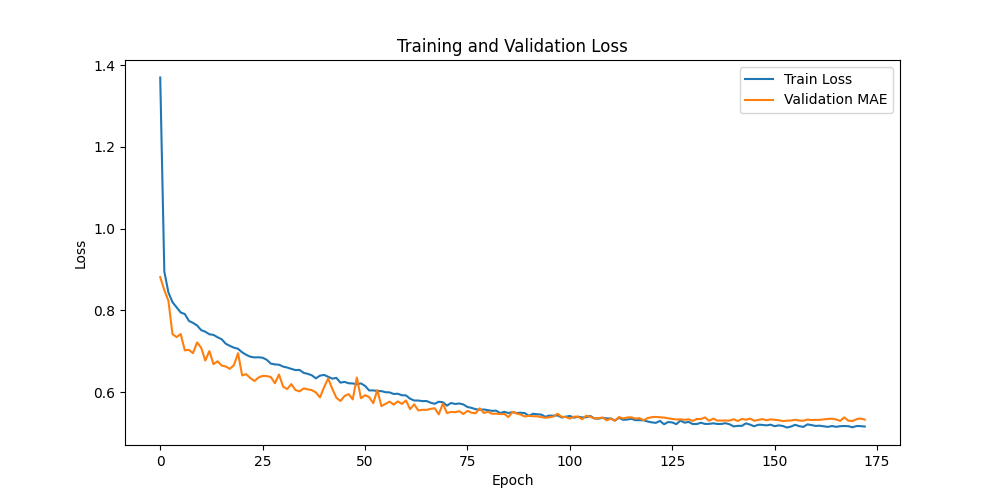 Training and Validation Loss
Train Loss
Validation MAE
1.4
1.2
1.0
0.8
0.6
Loss
0 25 50 75 100 125 150 175
Epoch